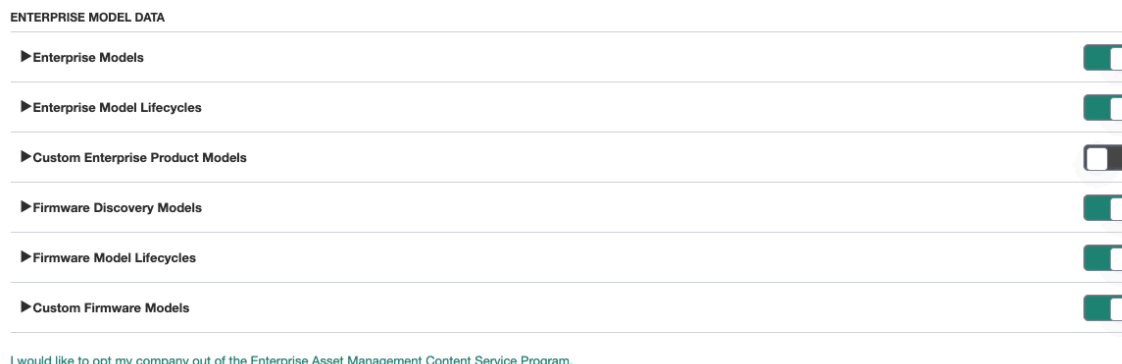 ENTERPRISE MODEL DATA
Enterprise Models
Enterprise Model Lifecycles
Custom Enterprise Product Models
Firmware Discovery Models
Firmware Model Lifecycles
Custom Firmware Models
I would like to opt my company out of the Enterprise Asset Management Content Service Program.